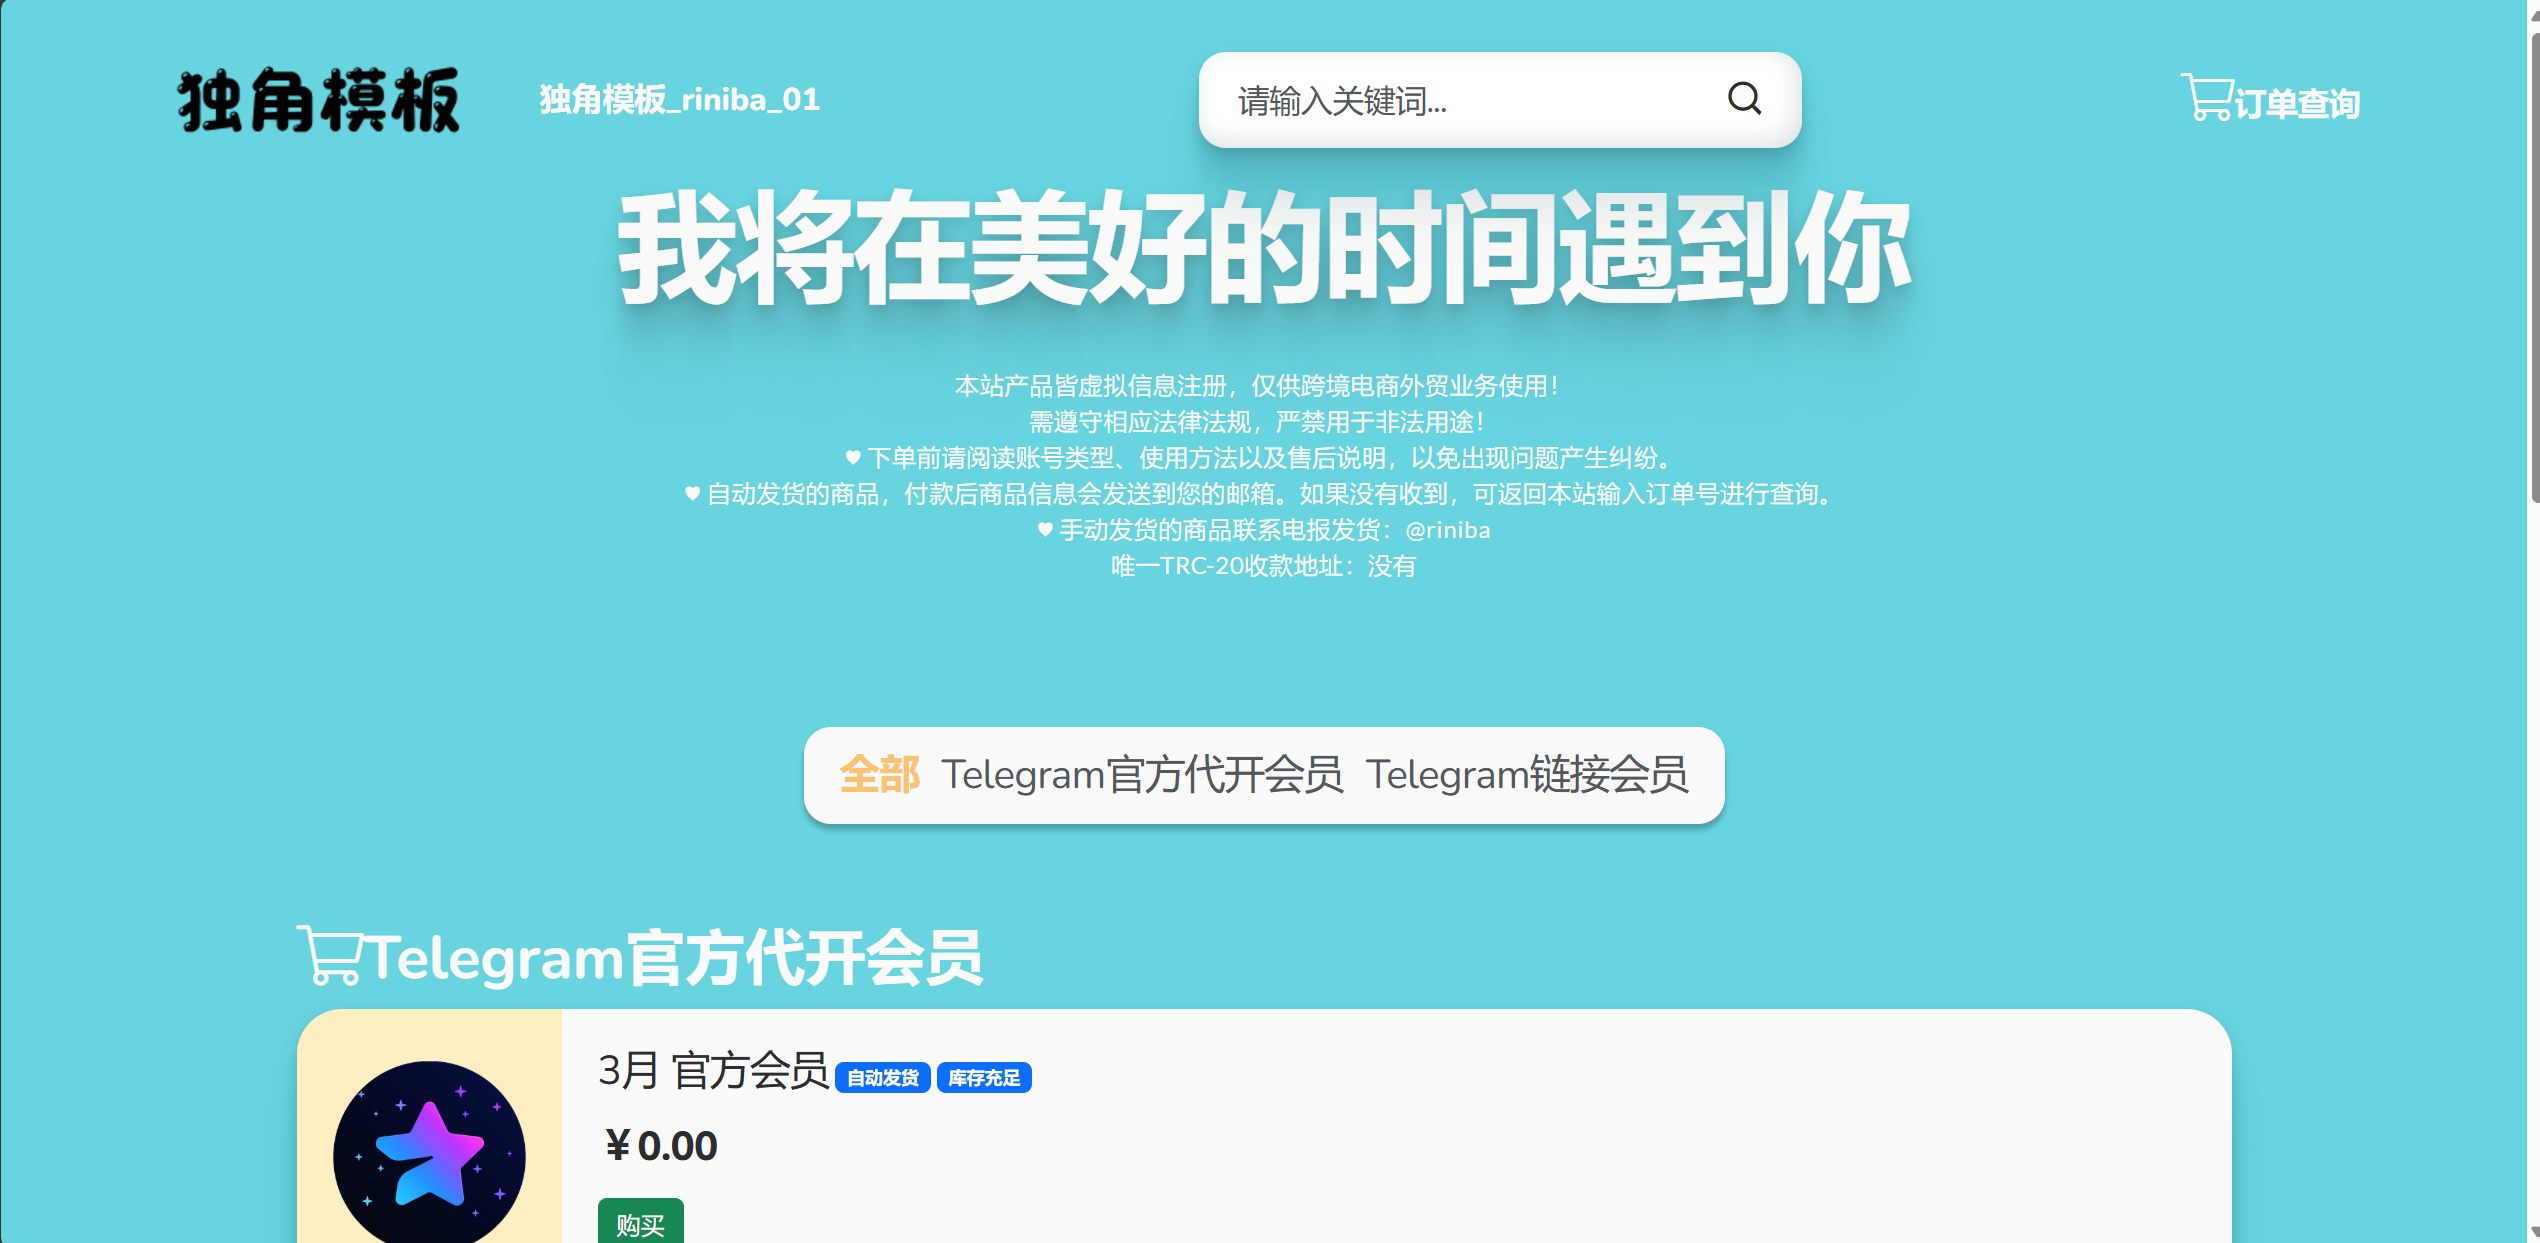 独角模板
独角模板_riniba_01
请输入关键词...
订单查询
我将在美好的时间遇到你
本站产品皆虚拟信息注册，仅供跨境电商外贸业务使用！
需遵守相应法律法规，严禁用于非法用途！
♥ 下单前请阅读账号类型、使用方法以及售后说明，以免出现问题产生纠纷。
♥ 自动发货的商品，付款后商品信息会发送到您的邮箱。如果没有收到，可返回本站输入订单号进行查询。
♥ 手动发货的商品联系电报发货：@riniba
唯一TRC-20收款地址：没有
全部 Telegram官方代开会员 Telegram链接会员
Telegram官方代开会员
3月 官方会员 自动发货 库存充足
￥0.00
购买